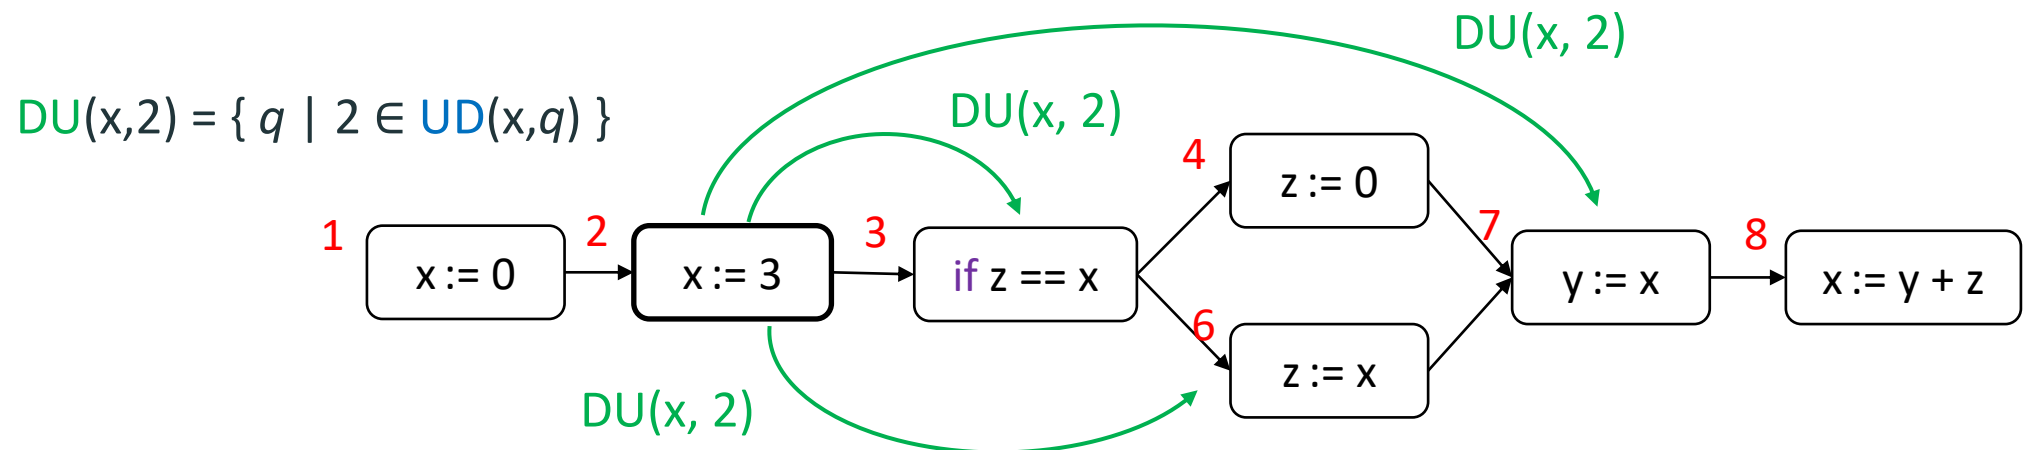 DU(x, 2)
DU(x, 2)
DU(x,2) = { q | 2 ∈ UD(x,q) }
4
z := 0
1
x := 0
2
x := 3
3
if z == x
7
y := x
8
x := y + z
6
z := x
DU(x, 2)